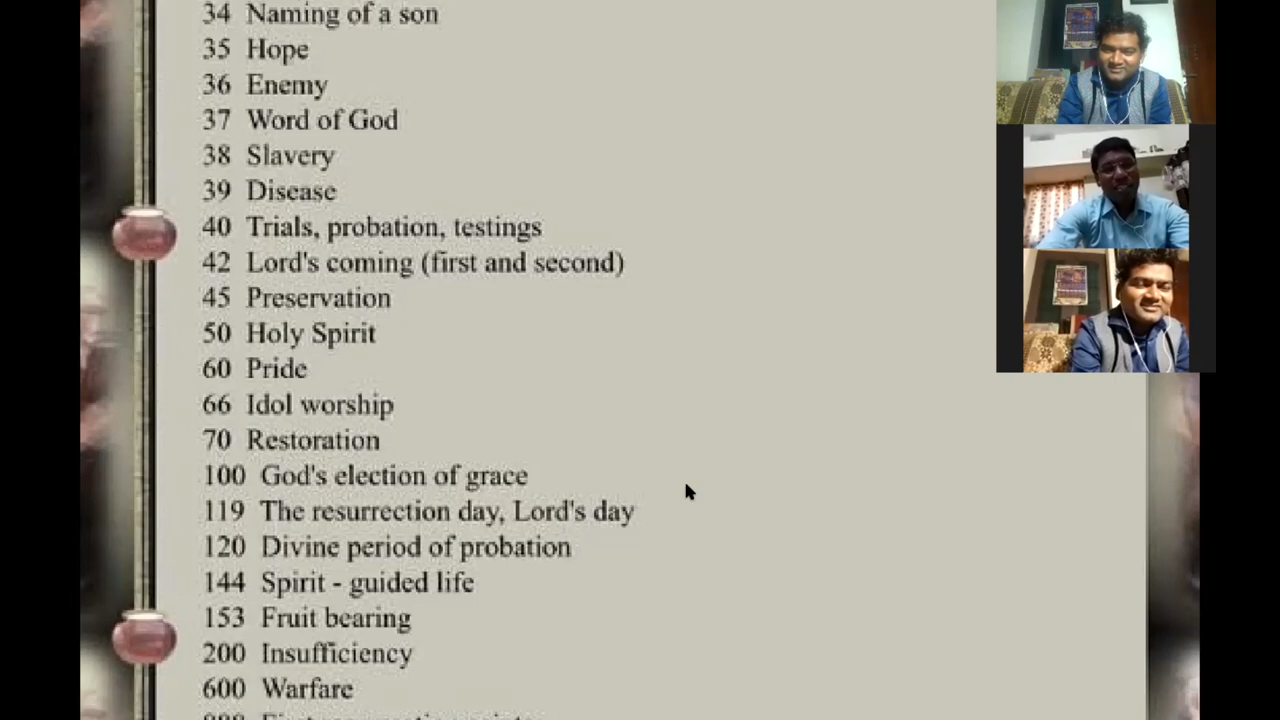 34 Naming of a son
35 Hope
36 Enemy
37 Word of God
38 Slavery
39 Disease
40 Trials, probation, testings
42 Lord's coming (first and second)
45 Preservation
50 Holy Spirit
60 Pride
66 Idol worship
70 Restoration
100 God's election of grace
119 The resurrection day, Lord's day
120 Divine period of probation
144 Spirit - guided life
153 Fruit bearing
200 Insufficiency
600 Warfare